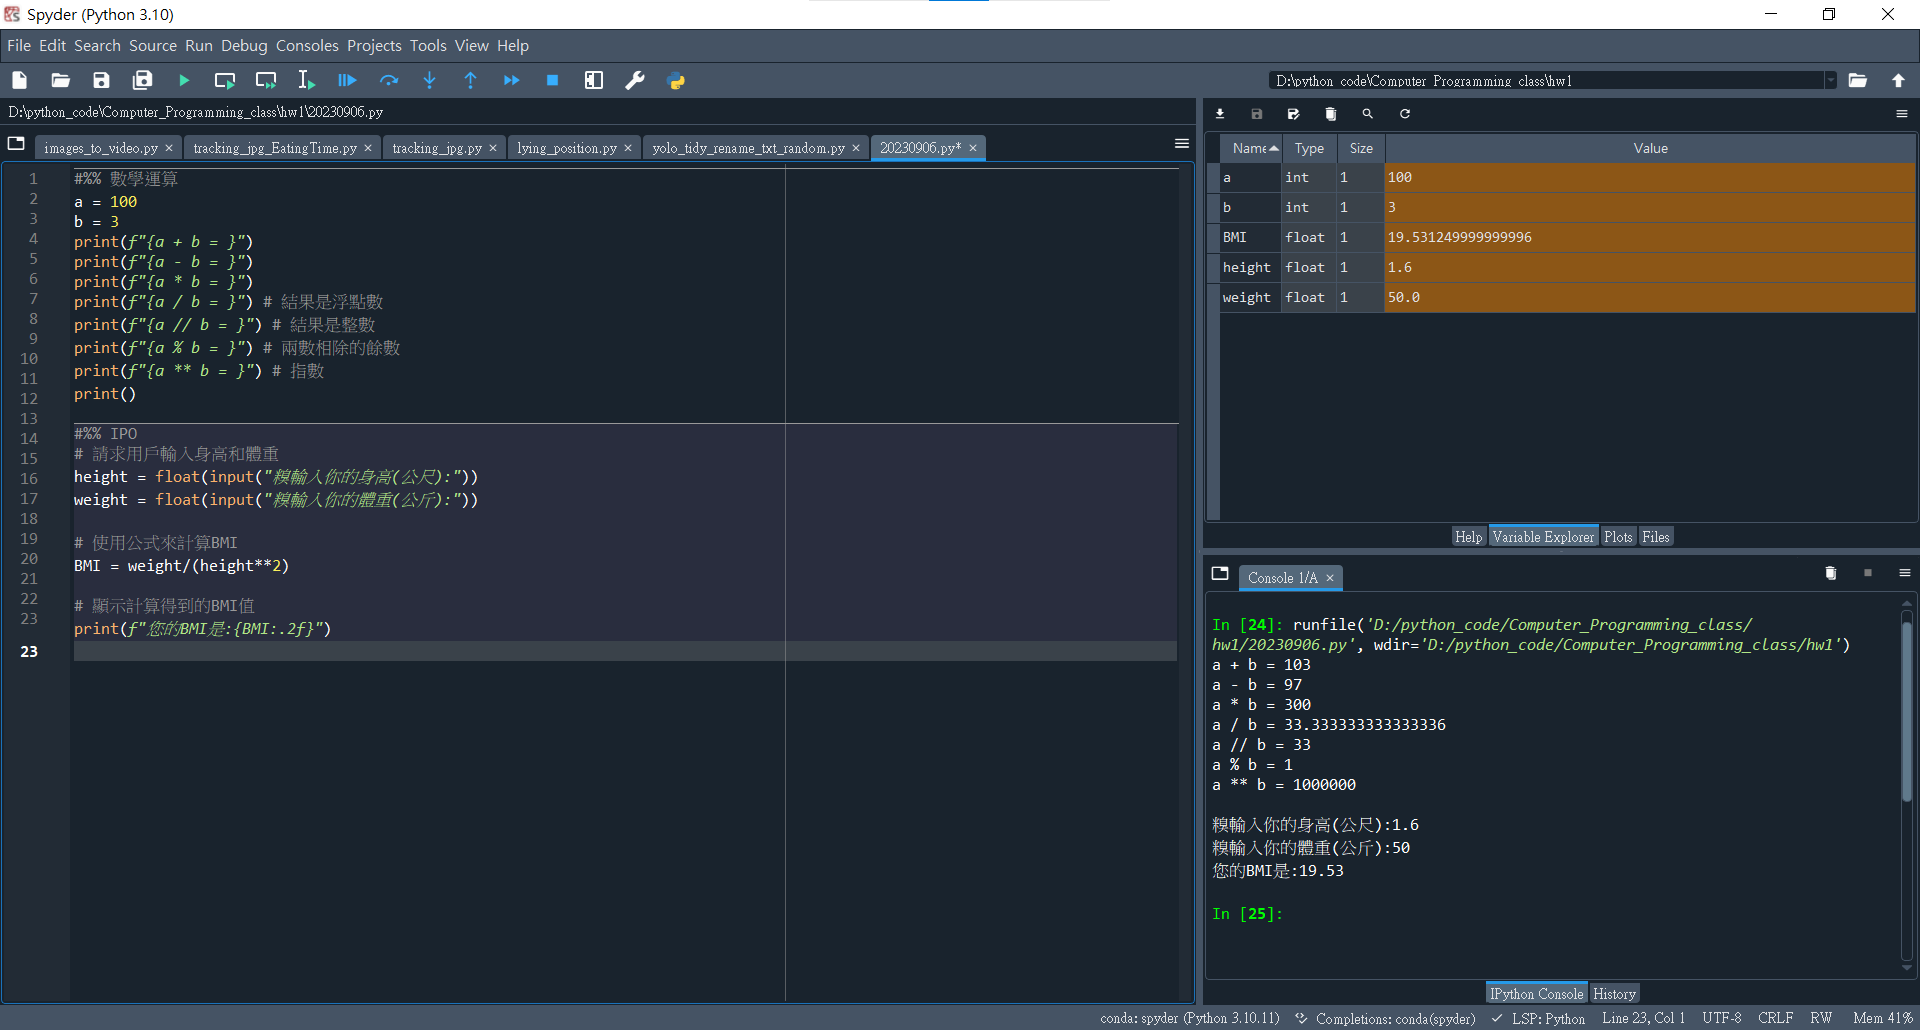 Spyder (Python 3.10)
File Edit Search Source Run Debug Consoles Projects Tools View Help
D:\python_code\Computer_Programming_class\hw1
D:\python_code\Computer_Programming_class\hw1\20230906.py
images_to_video.py tracking_jpg_EatingTime.py tracking_jpg.py lying_position.py yolo_tidy_rename_txt_random.py 20230906.py*
1 #%% 數學運算
2 a = 100
3 b = 3
4 print(f"{a + b = }")
5 print(f"{a - b = }")
6 print(f"{a * b = }")
7 print(f"{a / b = }") # 結果是浮點數
8 print(f"{a // b = }") # 結果是整數
9 print(f"{a % b = }") # 兩數相除的餘數
10 print(f"{a ** b = }") # 指數
11 print()
12
13 #%% IPO
14 # 請求用戶輸入身高和體重
15 height = float(input("糗輸入你的身高(公尺):"))
16 weight = float(input("糗輸入你的體重(公斤):"))
17
18 # 使用公式來計算BMI
19 BMI = weight/(height**2)
20
21 # 顯示計算得到的BMI值
22 print(f"您的BMI是:{BMI:.2f}")
23
23
Name Type Size Value
a int 1 100
b int 1 3
BMI float 1 19.531249999999996
height float 1 1.6
weight float 1 50.0
Help Variable Explorer Plots Files
Console 1/A
In [24]: runfile('D:/python_code/Computer_Programming_class/
hw1/20230906.py', wdir='D:/python_code/Computer_Programming_class/hw1')
a + b = 103
a - b = 97
a * b = 300
a / b = 33.333333333333336
a // b = 33
a % b = 1
a ** b = 1000000
糗輸入你的身高(公尺):1.6
糗輸入你的體重(公斤):50
您的BMI是:19.53
In [25]:
IPython Console History
conda: spyder (Python 3.10.11) Completions: conda(spyder) LSP: Python Line 23, Col 1 UTF-8 CRLF RW Mem 41%